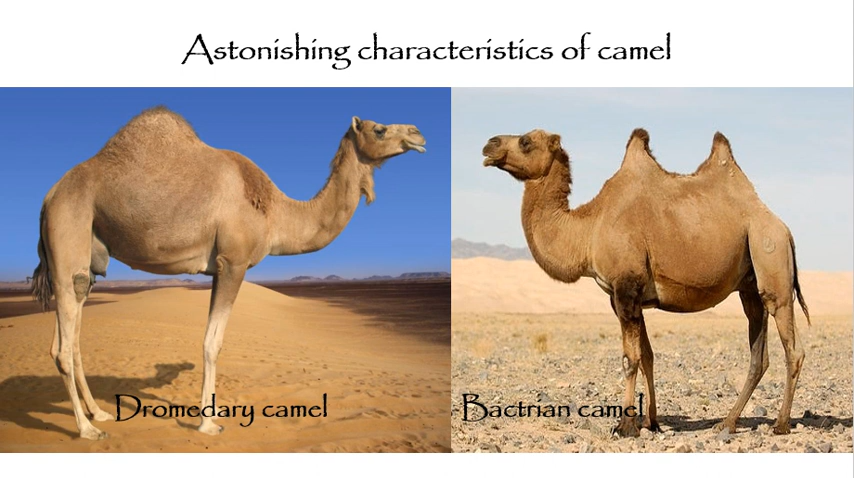 Astonishing characteristics of camel
Dromedary camel
Bactrian camel